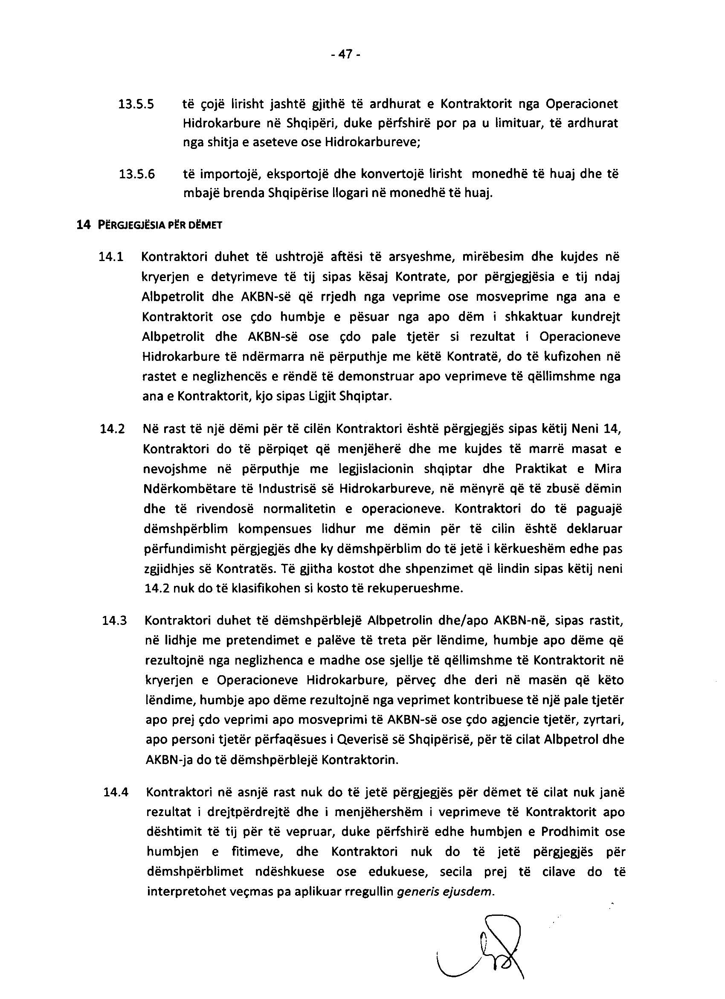 - 47 -
13.5.5 të çojë lirisht jashtë gjithë të ardhurat e Kontraktorit nga Operacionet
Hidrokarbure në Shqipëri, duke përfshirë por pa u limituar, të ardhurat
nga shitja e aseteve ose Hidrokarbureve;
13.5.6 të importojë, eksportojë dhe konvertojë lirisht monedhë të huaj dhe të
mbajë brenda Shqipërise llogari në monedhë të huaj.
14 PËRGJEGJËSIA PËR DËMET
14.1 Kontraktori duhet të ushtrojë aftësi të arsyeshme, mirëbesim dhe kujdes në
kryerjen e detyrimeve të tij sipas kësaj Kontrate, por përgjegjësia e tij ndaj
Albpetrolit dhe AKBN-së që rrjedh nga veprime ose mosveprime nga ana e
Kontraktorit ose çdo humbje e pësuar nga apo dëm i shkaktuar kundrejt
Albpetrolit dhe AKBN-së ose çdo pale tjetër si rezultat i Operacioneve
Hidrokarbure të ndërmarra në përputhje me këtë Kontratë, do të kufizohen në
rastet e neglizhencës e rëndë të demonstruar apo veprimeve të qëllimshme nga
ana e Kontraktorit, kjo sipas Ligjit Shqiptar.
14.2 Në rast të një dëmi për të cilën Kontraktori është përgjegjës sipas këtij Neni 14,
Kontraktori do të përpiqet që menjëherë dhe me kujdes të marrë masat e
nevojshme në përputhje me legjislacionin shqiptar dhe Praktikat e Mira
Ndërkombëtare të Industrisë së Hidrokarbureve, në mënyrë që të zbusë dëmin
dhe të rivendosë normalitetin e operacioneve. Kontraktori do të paguajë
dëmshpërblim kompensues lidhur me dëmin për të cilin është deklaruar
përfundimisht përgjegjës dhe ky dëmshpërblim do të jetë i kërkueshëm edhe pas
zgjidhjes së Kontratës. Të gjitha kostot dhe shpenzimet që lindin sipas këtij neni
14.2 nuk do të klasifikohen si kosto të rekuperueshme.
14.3 Kontraktori duhet të dëmshpërblejë Albpetrolin dhe/apo AKBN-në, sipas rastit,
në lidhje me pretendimet e palëve të treta për lëndime, humbje apo dëme që
rezultojnë nga neglizhenca e madhe ose sjellje të qëllimshme të Kontraktorit në
kryerjen e Operacioneve Hidrokarbure, përveç dhe deri në masën që këto
lëndime, humbje apo dëme rezultojnë nga veprimet kontribuese të një pale tjetër
apo prej çdo veprimi apo mosveprimi të AKBN-së ose çdo agjencie tjetër, zyrtari,
apo personi tjetër përfaqësues i Qeverisë së Shqipërisë, për të cilat Albpetrol dhe
AKBN-ja do të dëmshpërblejë Kontraktorin.
14.4 Kontraktori në asnjë rast nuk do të jetë përgjegjës për dëmet të cilat nuk janë
rezultat i drejtpërdrejtë dhe i menjëhershëm i veprimeve të Kontraktorit apo
dështimit të tij për të vepruar, duke përfshirë edhe humbjen e Prodhimit ose
humbjen e fitimeve, dhe Kontraktori nuk do të jetë përgjegjës për
dëmshpërblimet ndëshkuese ose edukuese, secila prej të cilave do të
interpretohet veçmas pa aplikuar rregullin generis ejusdem.